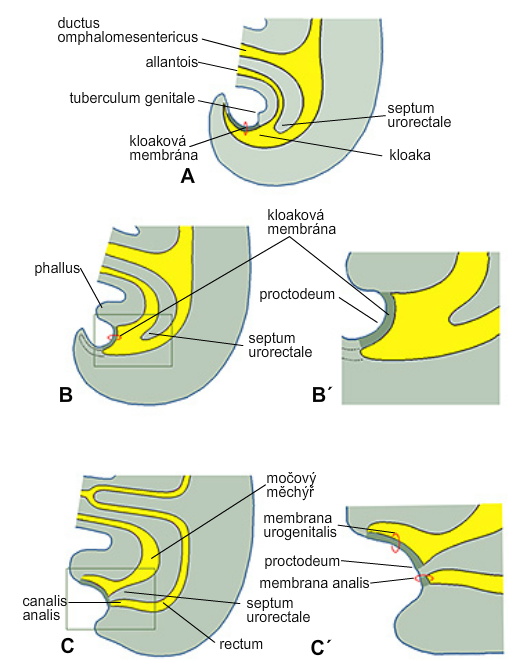 ductus
omphalomesentericus
allantois
tuberculum genitale
septum
urorectale
kloaková
membrána
kloaka
A
kloaková
membrána
phallus
proctodeum
septum
urorectale
B
B´
močový
měchýř
membrana
urogenitalis
proctodeum
membrana analis
canalis
analis
septum
urorectale
rectum
C
C´